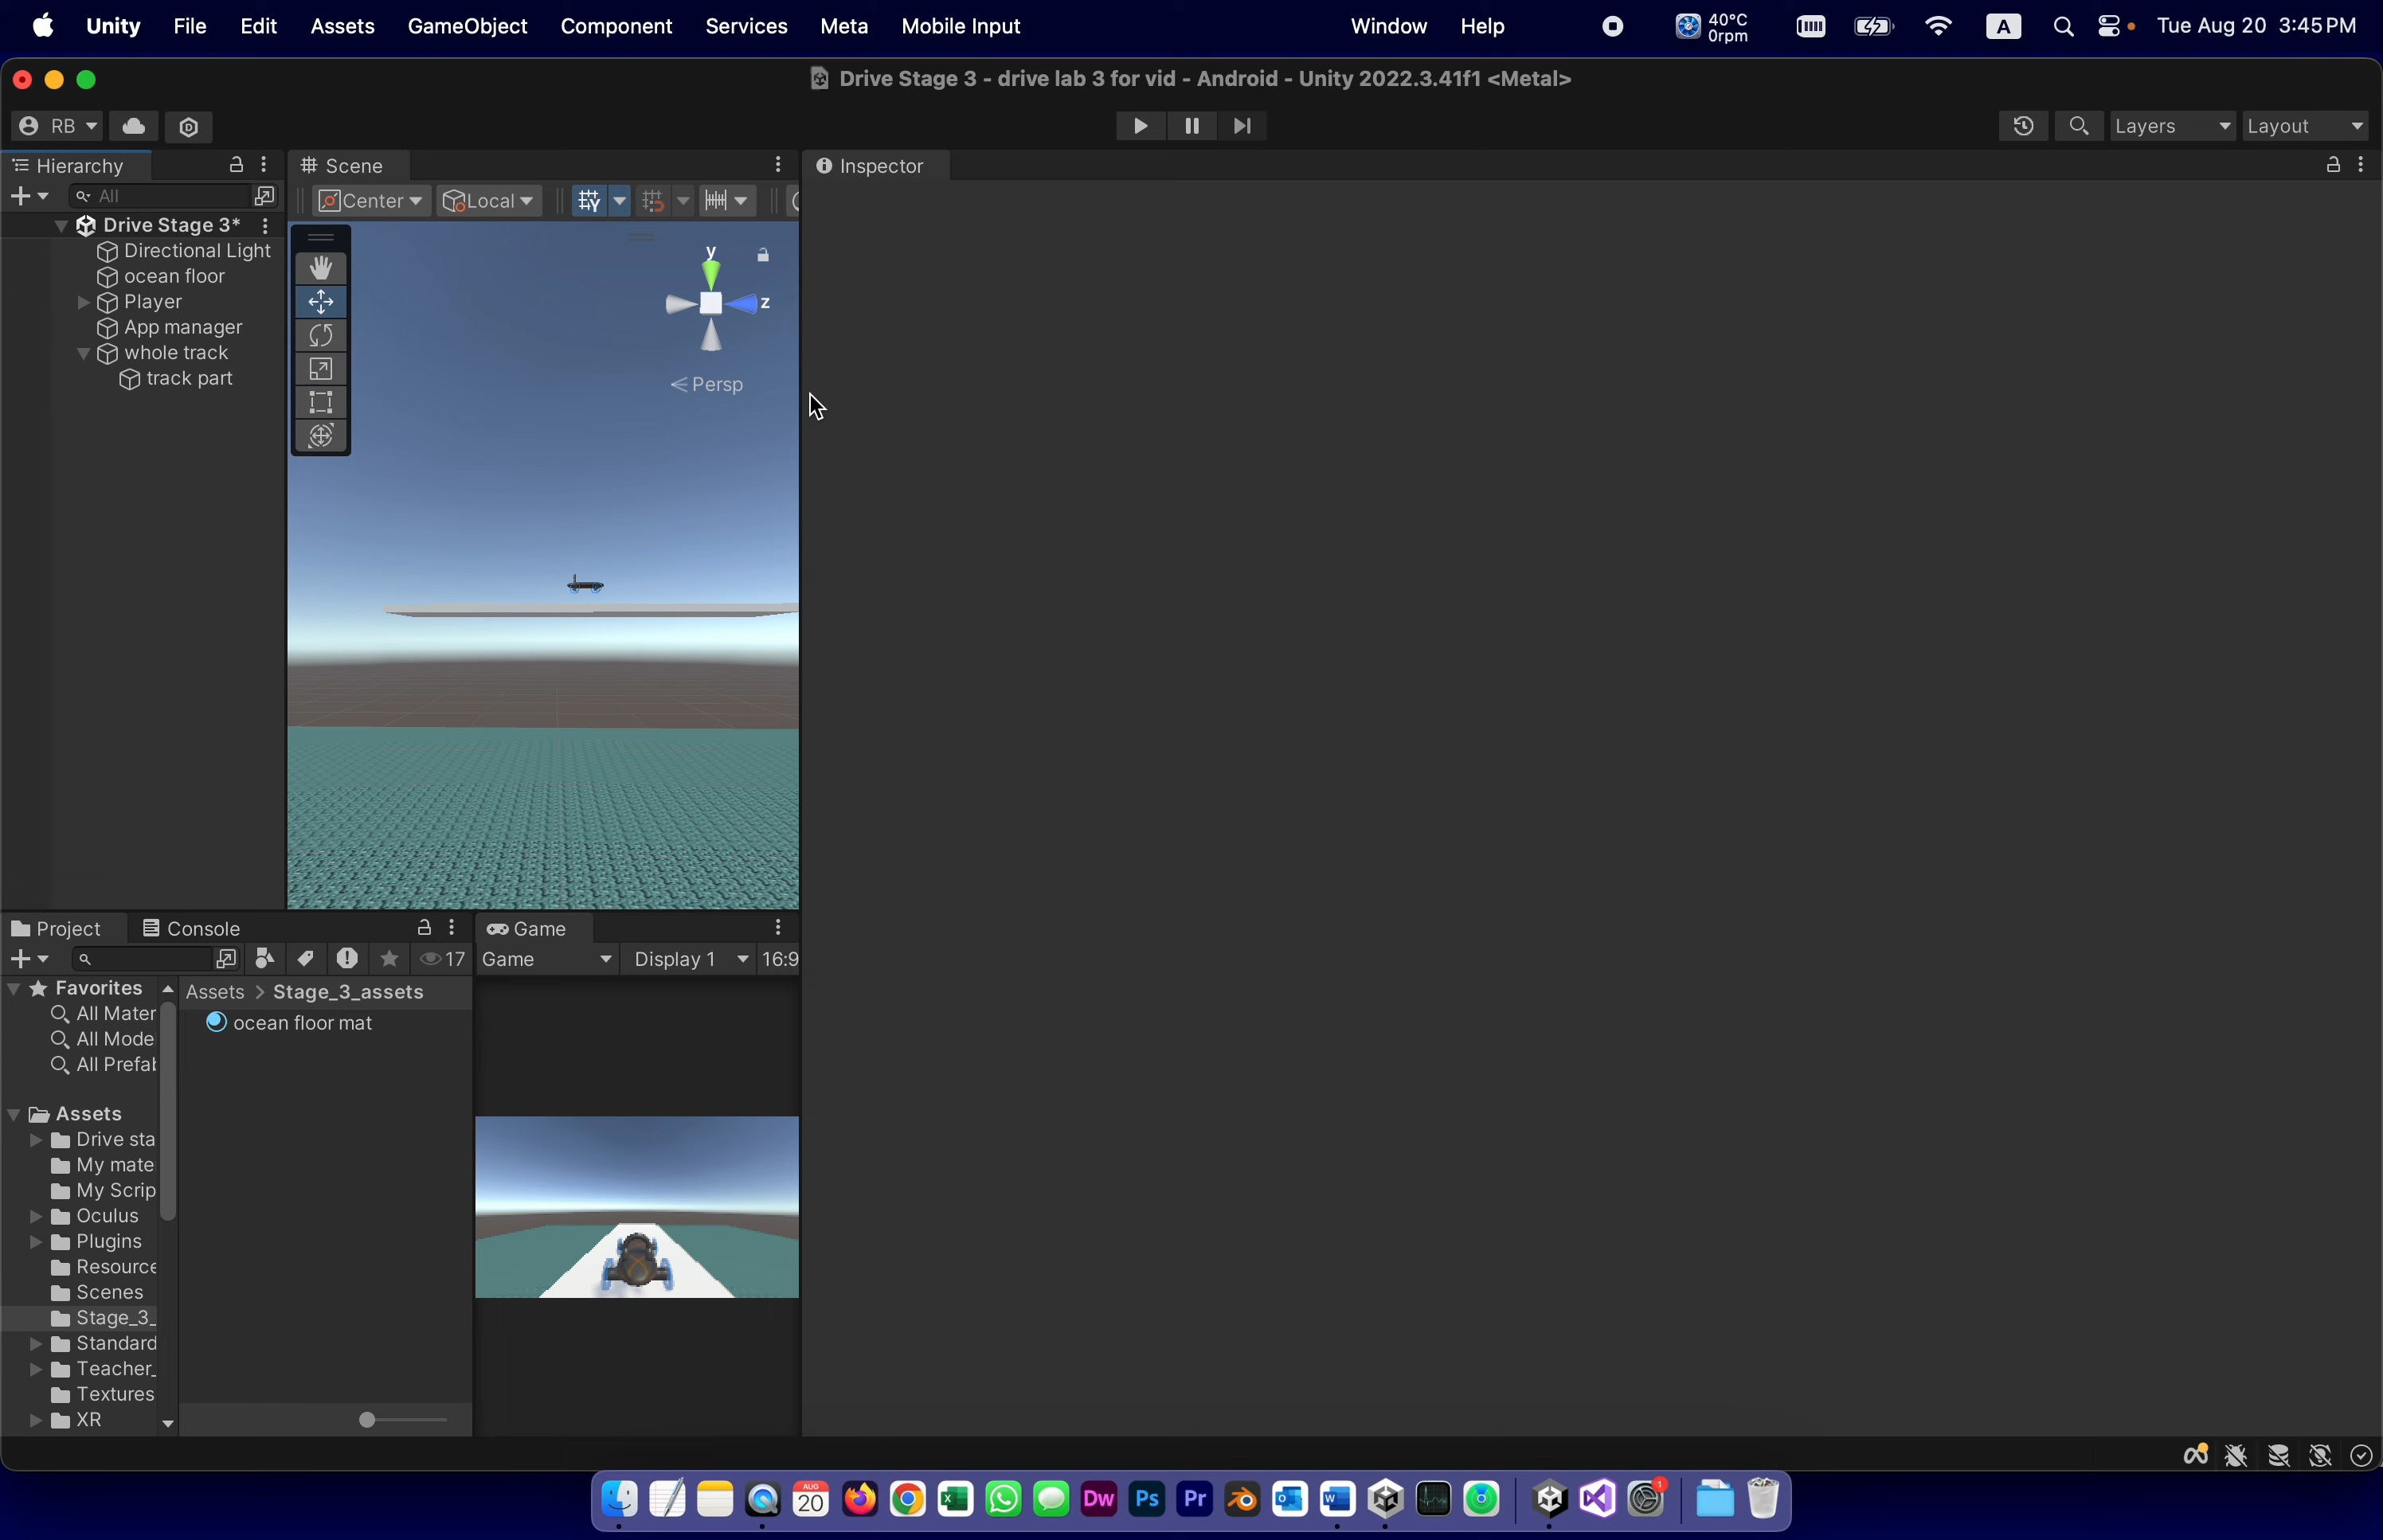 Unity File Edit Assets GameObject Component Services Meta Mobile Input Window Help 40°C 0rpm A Tue Aug 20 3:45 PM
Drive Stage 3 - drive lab 3 for vid - Android - Unity 2022.3.41f1 <Metal>
RB Layers Layout
Hierarchy
All
Drive Stage 3*
Directional Light
ocean floor
Player
App manager
whole track
track part
Scene
Center Local
y
z
Persp
Inspector
Project Console
17
Favorites
All Mater
All Mode
All Prefab
Assets
Drive sta
My mate
My Scrip
Oculus
Plugins
Resource
Scenes
Stage_3_
Standard
Teacher_
Textures
XR
Assets > Stage_3_assets
ocean floor mat
Game
Game Display 1 16:9
AUG
20
Dw Ps Pr
1